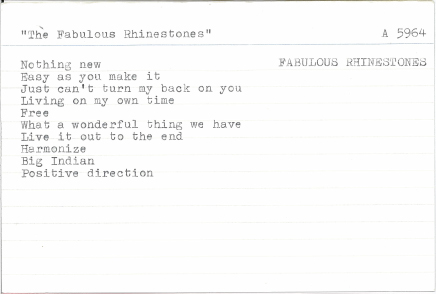 "The Fabulous Rhinestones" A 5964
Nothing new FABULOUS RHINESTONES
Easy as you make it
Just can't turn my back on you
Living on my own time
Free
What a wonderful thing we have
Live it out to the end
Harmonize
Big Indian
Positive direction